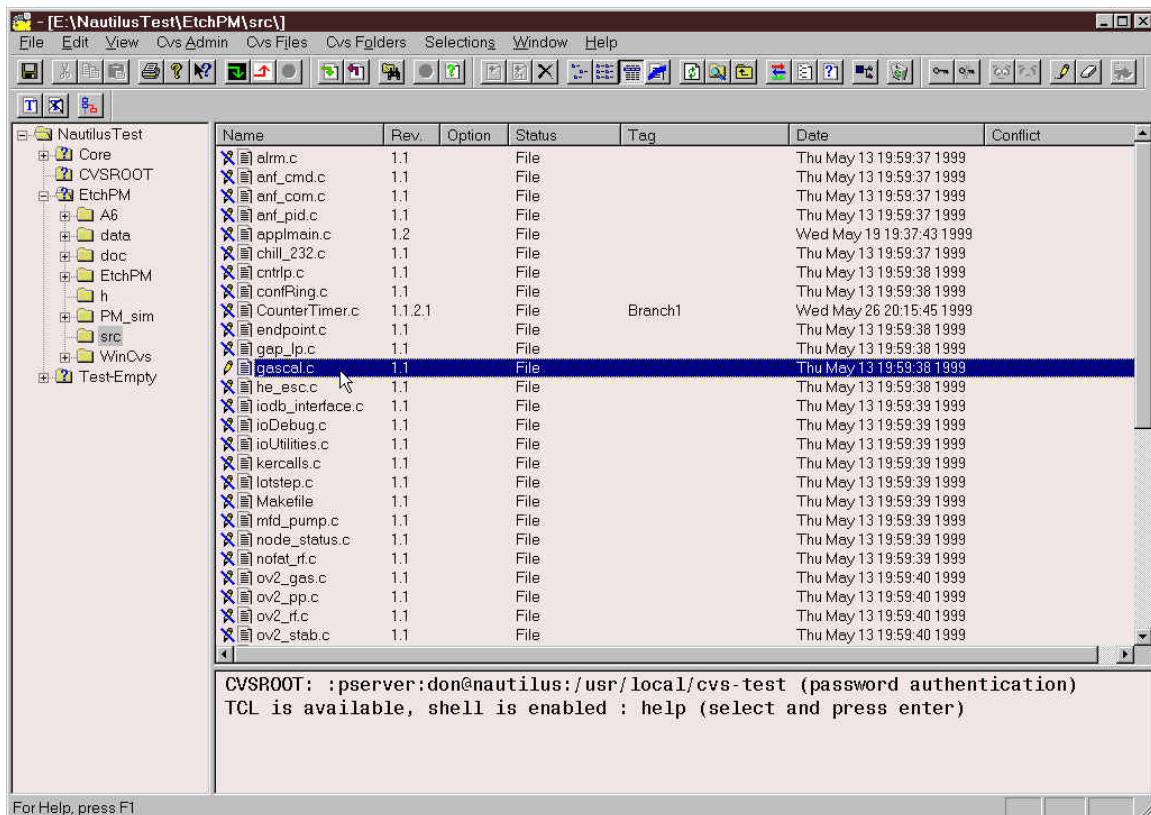 - [E:\NautilusTest\EtchPM\src\]
File Edit View Cvs Admin Cvs Files Cvs Folders Selections Window Help
NautilusTest
Core
CVSROOT
EtchPM
A6
data
doc
EtchPM
h
PM_sim
src
WinCvs
Test-Empty
Name Rev. Option Status Tag Date Conflict
alrm.c 1.1 File Thu May 13 19:59:37 1999
anf_cmd.c 1.1 File Thu May 13 19:59:37 1999
anf_com.c 1.1 File Thu May 13 19:59:37 1999
anf_pid.c 1.1 File Thu May 13 19:59:37 1999
applmain.c 1.2 File Wed May 19 19:37:43 1999
chill_232.c 1.1 File Thu May 13 19:59:37 1999
cntrlp.c 1.1 File Thu May 13 19:59:38 1999
confRing.c 1.1 File Thu May 13 19:59:38 1999
CounterTimer.c 1.1.2.1 File Branch1 Wed May 26 20:15:45 1999
endpoint.c 1.1 File Thu May 13 19:59:38 1999
gap_lp.c 1.1 File Thu May 13 19:59:38 1999
gascal.c 1.1 File Thu May 13 19:59:38 1999
he_esc.c 1.1 File Thu May 13 19:59:38 1999
iodb_interface.c 1.1 File Thu May 13 19:59:39 1999
ioDebug.c 1.1 File Thu May 13 19:59:39 1999
ioUtilities.c 1.1 File Thu May 13 19:59:39 1999
kercalls.c 1.1 File Thu May 13 19:59:39 1999
lotstep.c 1.1 File Thu May 13 19:59:39 1999
Makefile 1.1 File Thu May 13 19:59:39 1999
mfd_pump.c 1.1 File Thu May 13 19:59:39 1999
node_status.c 1.1 File Thu May 13 19:59:39 1999
nofat_rf.c 1.1 File Thu May 13 19:59:39 1999
ov2_gas.c 1.1 File Thu May 13 19:59:40 1999
ov2_pp.c 1.1 File Thu May 13 19:59:40 1999
ov2_rf.c 1.1 File Thu May 13 19:59:40 1999
ov2_stab.c 1.1 File Thu May 13 19:59:40 1999
CVSROOT: :pserver:don@nautilus:/usr/local/cvs-test (password authentication)
TCL is available, shell is enabled : help (select and press enter)
For Help, press F1